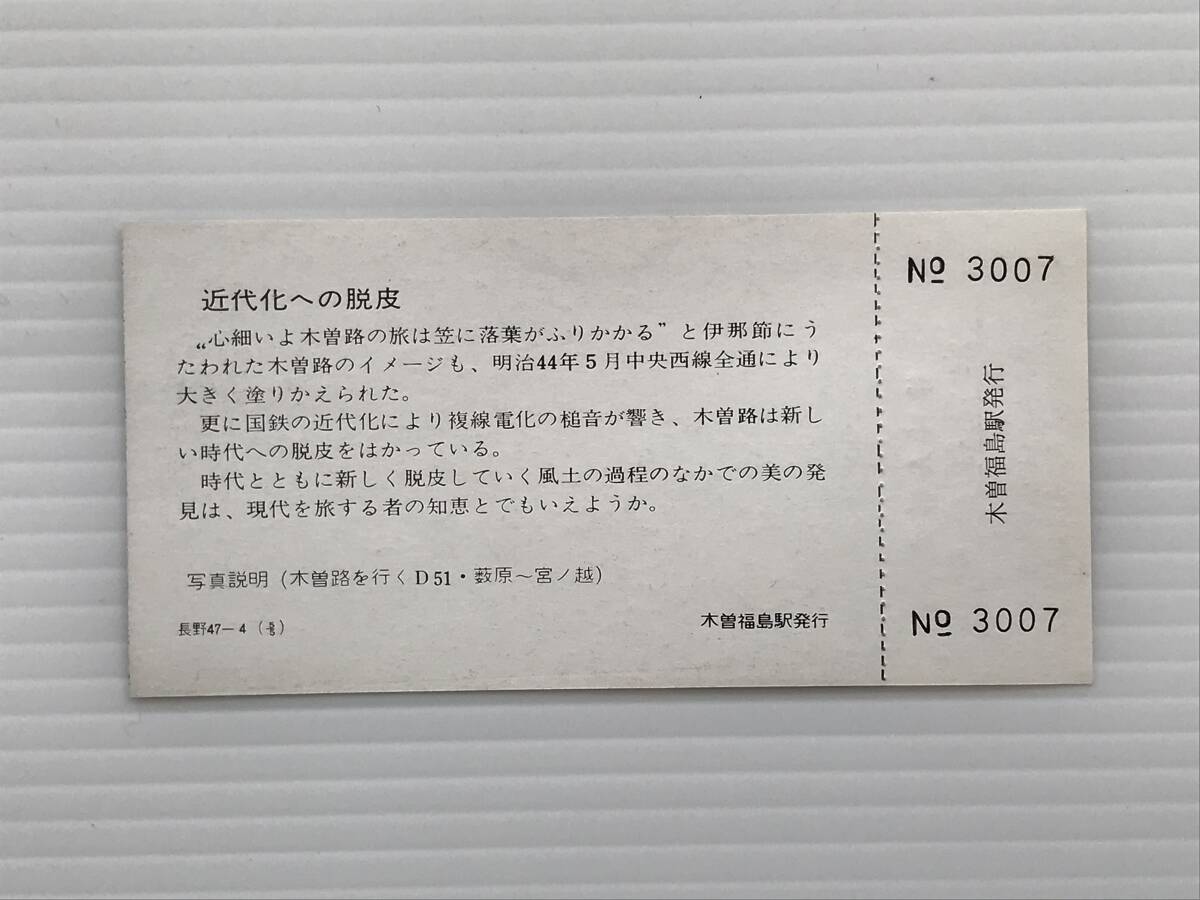 近代化への脱皮
“心細いよ木曽路の旅は笠に落葉がふりかかる”と伊那節にう
たわれた木曽路のイメージも、明治44年5月中央西線全通により
大きく塗りかえられた。
更に国鉄の近代化により複線電化の槌音が響き、木曽路は新し
い時代への脱皮をはかっている。
時代とともに新しく脱皮していく風土の過程のなかでの美の発
見は、現代を旅する者の知恵とでもいえようか。
写真説明（木曽路を行くD51・薮原～宮ノ越）
長野47－4
木曽福島駅発行
№ 3007
木曽福島駅発行
№ 3007